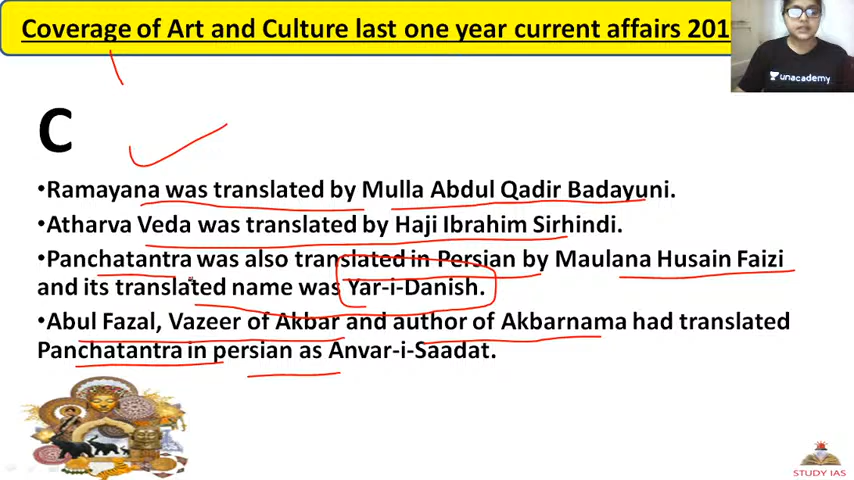 Coverage of Art and Culture last one year current affairs 201
unacademy
C
•Ramayana was translated by Mulla Abdul Qadir Badayuni.
•Atharva Veda was translated by Haji Ibrahim Sirhindi.
•Panchatantra was also translated in Persian by Maulana Husain Faizi
and its translated name was Yar-i-Danish.
•Abul Fazal, Vazeer of Akbar and author of Akbarnama had translated
Panchatantra in persian as Anvar-i-Saadat.
STUDY IAS